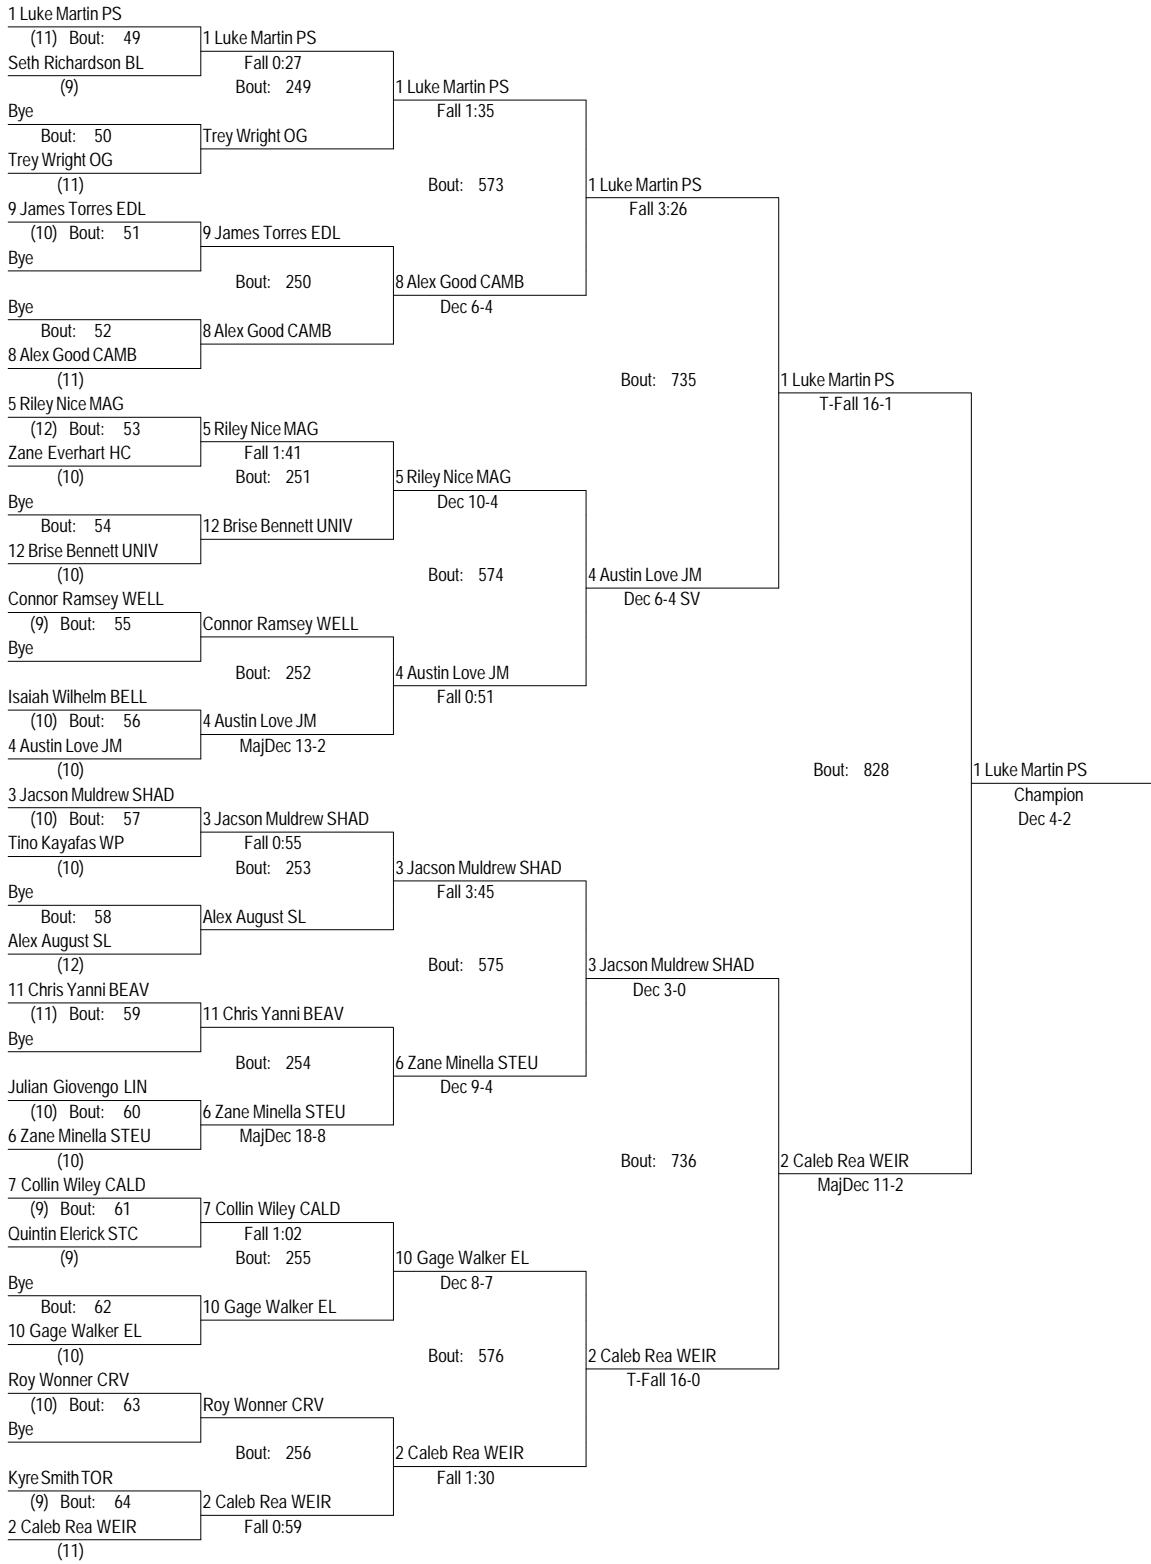 1 Luke Martin PS
(11) Bout: 49
1 Luke Martin PS
Seth Richardson BL
Fall 0:27
(9)
Bout: 249
1 Luke Martin PS
Bye
Fall 1:35
Bout: 50
Trey Wright OG
Trey Wright OG
(11)
Bout: 573
1 Luke Martin PS
9 James Torres EDL
Fall 3:26
(10) Bout: 51
9 James Torres EDL
Bye
Bout: 250
8 Alex Good CAMB
Bye
Dec 6-4
Bout: 52
8 Alex Good CAMB
8 Alex Good CAMB
(11)
Bout: 735
1 Luke Martin PS
5 Riley Nice MAG
T-Fall 16-1
(12) Bout: 53
5 Riley Nice MAG
Zane Everhart HC
Fall 1:41
(10)
Bout: 251
5 Riley Nice MAG
Bye
Dec 10-4
Bout: 54
12 Brise Bennett UNIV
12 Brise Bennett UNIV
(10)
Bout: 574
4 Austin Love JM
Connor Ramsey WELL
Dec 6-4 SV
(9) Bout: 55
Connor Ramsey WELL
Bye
Bout: 252
4 Austin Love JM
Isaiah Wilhelm BELL
Fall 0:51
(10) Bout: 56
4 Austin Love JM
4 Austin Love JM
MajDec 13-2
(10)
Bout: 828
1 Luke Martin PS
3 Jacson Muldrew SHAD
Champion
(10) Bout: 57
3 Jacson Muldrew SHAD
Dec 4-2
Tino Kayafas WP
Fall 0:55
(10)
Bout: 253
3 Jacson Muldrew SHAD
Bye
Fall 3:45
Bout: 58
Alex August SL
Alex August SL
(12)
Bout: 575
3 Jacson Muldrew SHAD
11 Chris Yanni BEAV
Dec 3-0
(11) Bout: 59
11 Chris Yanni BEAV
Bye
Bout: 254
6 Zane Minella STEU
Julian Giovengo LIN
Dec 9-4
(10) Bout: 60
6 Zane Minella STEU
6 Zane Minella STEU
MajDec 18-8
(10)
Bout: 736
2 Caleb Rea WEIR
7 Collin Wiley CALD
MajDec 11-2
(9) Bout: 61
7 Collin Wiley CALD
Quintin Elerick STC
Fall 1:02
(9)
Bout: 255
10 Gage Walker EL
Bye
Dec 8-7
Bout: 62
10 Gage Walker EL
10 Gage Walker EL
(10)
Bout: 576
2 Caleb Rea WEIR
Roy Wonner CRV
T-Fall 16-0
(10) Bout: 63
Roy Wonner CRV
Bye
Bout: 256
2 Caleb Rea WEIR
Kyre Smith TOR
Fall 1:30
(9) Bout: 64
2 Caleb Rea WEIR
2 Caleb Rea WEIR
Fall 0:59
(11)